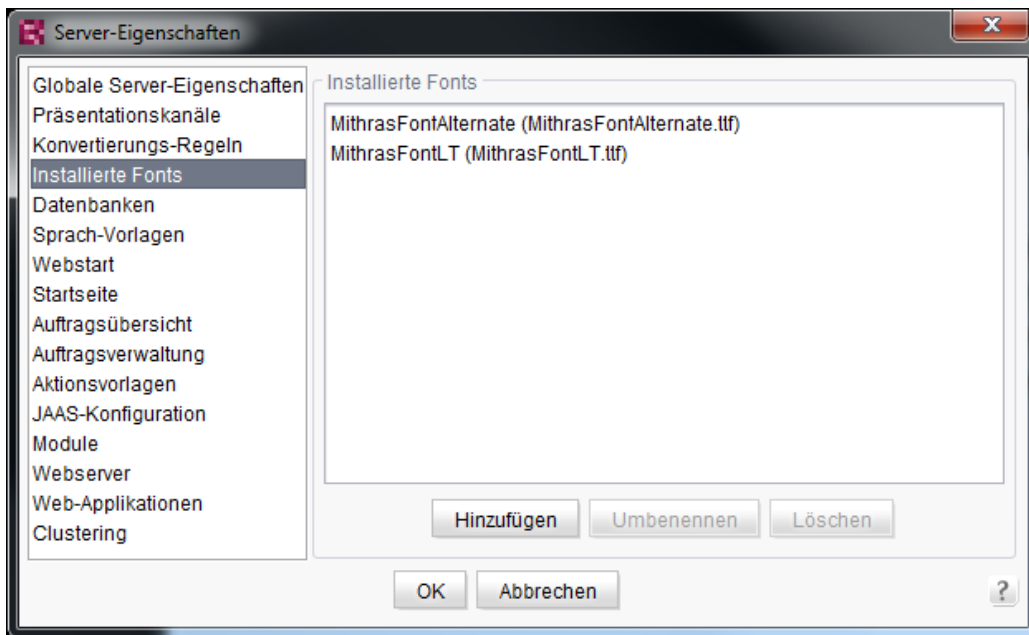 Server-Eigenschaften
Globale Server-Eigenschaften
Präsentationskanäle
Konvertierungs-Regeln
Installierte Fonts
Datenbanken
Sprach-Vorlagen
Webstart
Startseite
Auftragsübersicht
Auftragsverwaltung
Aktionsvorlagen
JAAS-Konfiguration
Module
Webserver
Web-Applikationen
Clustering
Installierte Fonts
MithrasFontAlternate (MithrasFontAlternate.ttf)
MithrasFontLT (MithrasFontLT.ttf)
Hinzufügen Umbenennen Löschen
OK Abbrechen ?